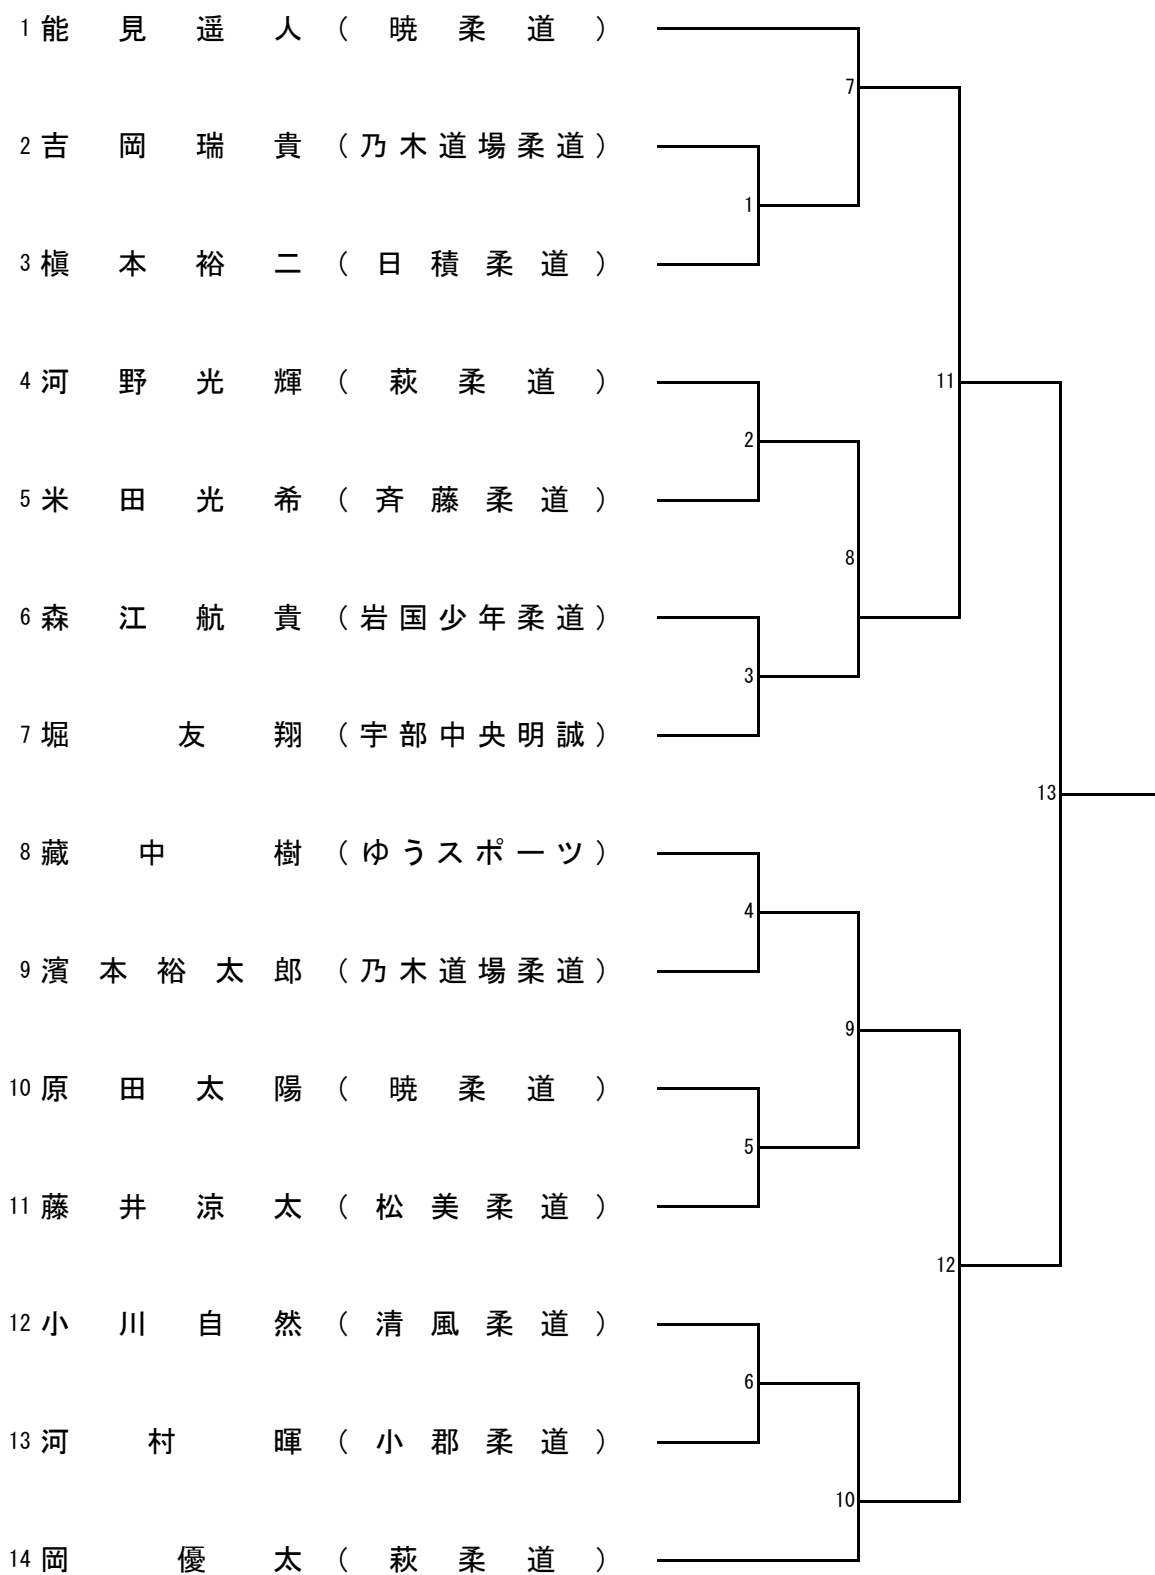 1 能見遥人 (暁柔道)
7
2 吉岡瑞貴 (乃木道場柔道)
1
3 槇本裕二 (日積柔道)
4 河野光輝 (萩柔道)
11
2
5 米田光希 (斉藤柔道)
8
6 森江航貴 (岩国少年柔道)
3
7 堀友翔 (宇部中央明誠)
13
8 藏中樹 (ゆうスポーツ)
4
9 濱本裕太郎 (乃木道場柔道)
9
10 原田太陽 (暁柔道)
5
11 藤井涼太 (松美柔道)
12
12 小川自然 (清風柔道)
6
13 河村暉 (小郡柔道)
10
14 岡優太 (萩柔道)